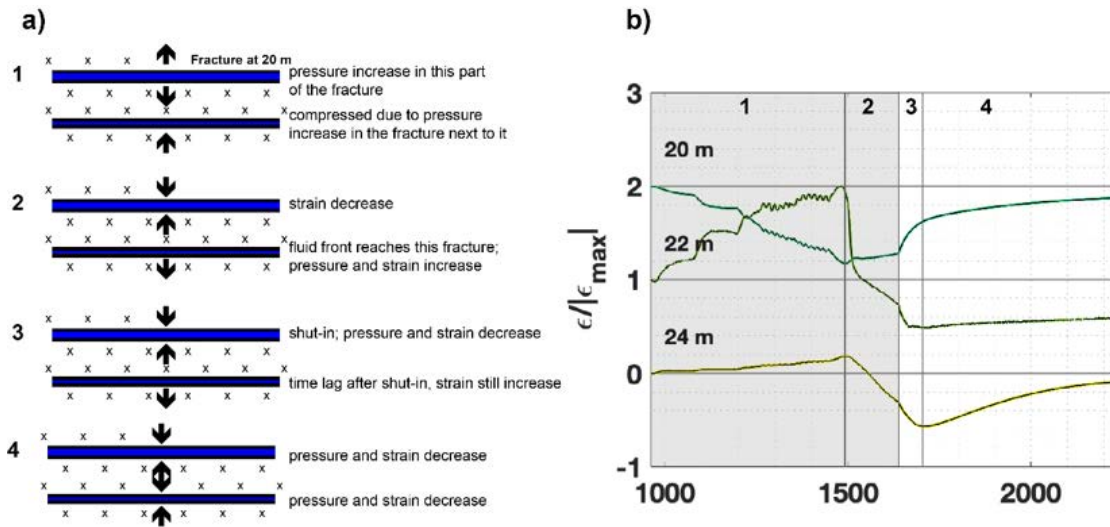 a)
Fracture at 20 m
1
pressure increase in this part
of the fracture
compressed due to pressure
increase in the fracture next to it
2
strain decrease
fluid front reaches this fracture;
pressure and strain increase
3
shut-in; pressure and strain decrease
time lag after shut-in, strain still increase
4
pressure and strain decrease
pressure and strain decrease
b)
3
2
1
0
-1
ϵ/|ϵmax|
1 2 3 4
20 m
22 m
24 m
1000 1500 2000